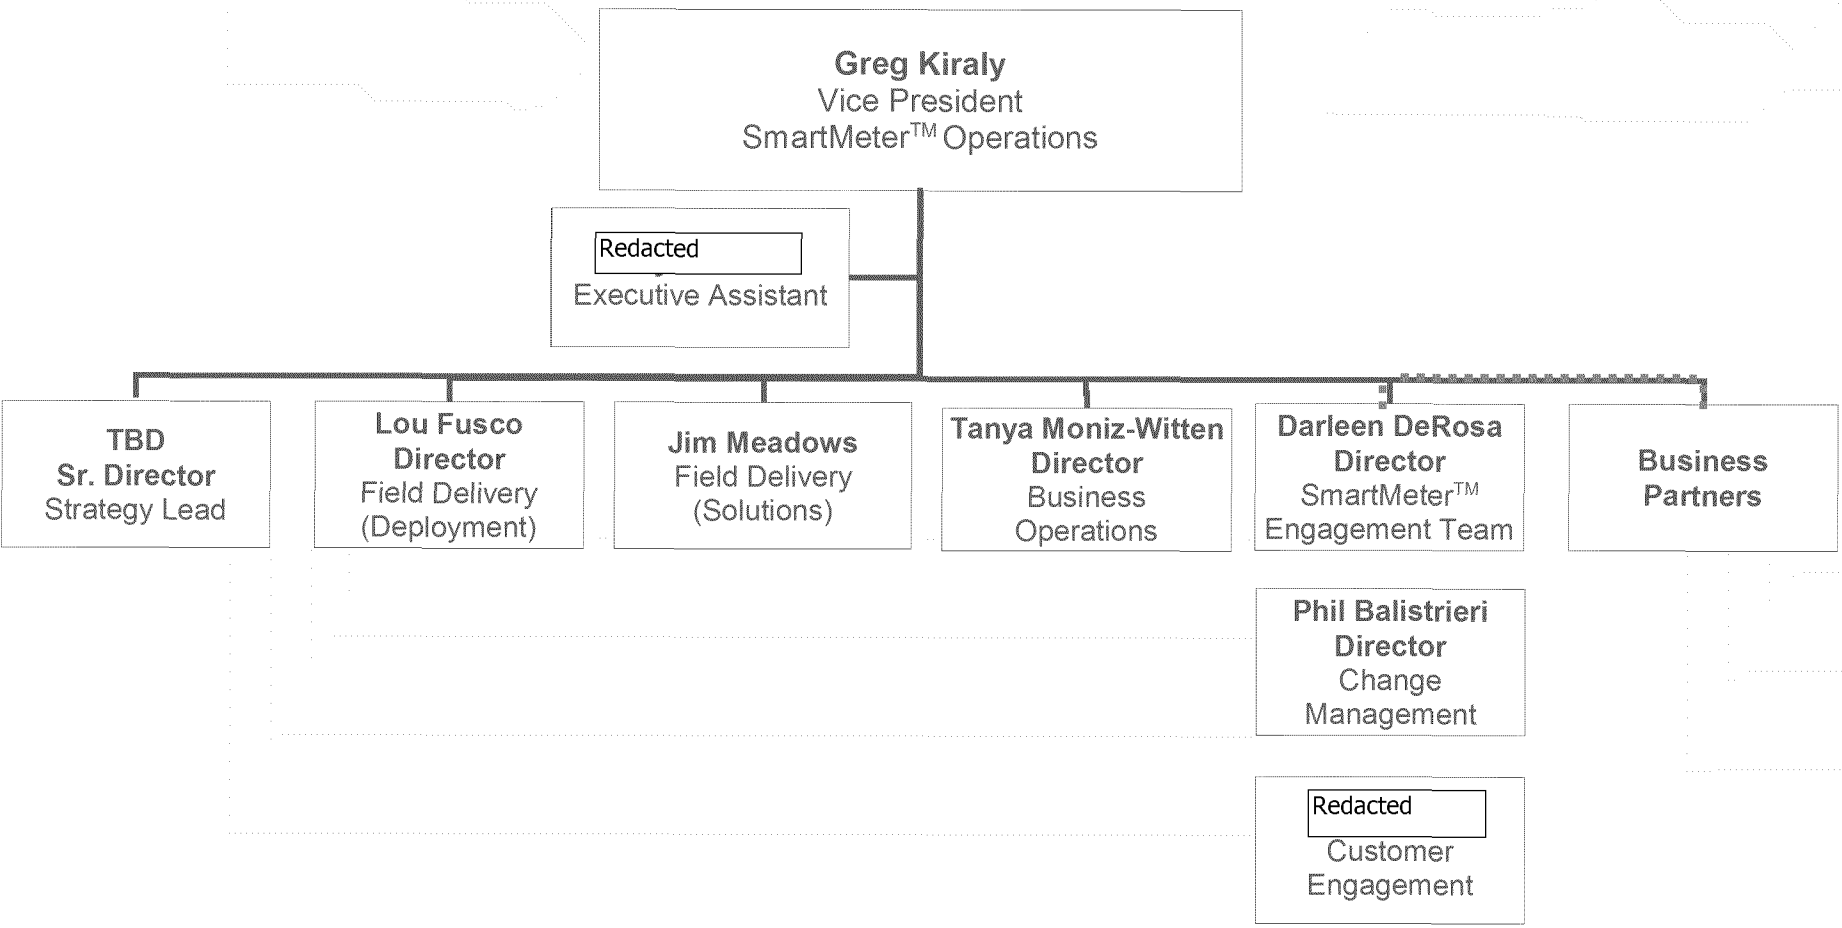 Greg Kiraly
Vice President
SmartMeter™ Operations
Redacted
Executive Assistant
TBD
Sr. Director
Strategy Lead
Lou Fusco
Director
Field Delivery
(Deployment)
Jim Meadows
Field Delivery
(Solutions)
Tanya Moniz-Witten
Director
Business
Operations
Darleen DeRosa
Director
SmartMeter™
Engagement Team
Business
Partners
Phil Balistrieri
Director
Change
Management
Redacted
Customer
Engagement